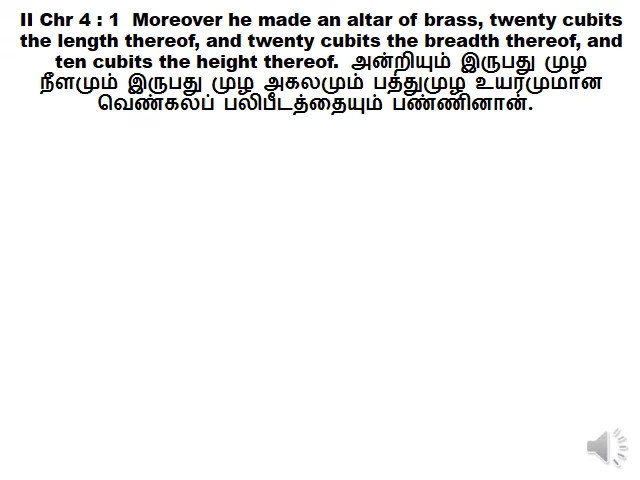 II Chr 4 : 1  Moreover he made an altar of brass, twenty cubits
the length thereof, and twenty cubits the breadth thereof, and
ten cubits the height thereof.  அன்றியும் இருபது முழ
நீளமும் இருபது முழ அகலமும் பத்துமுழ உயரமுமான
வெண்கலப் பலிபீடத்தையும் பண்ணினான்.